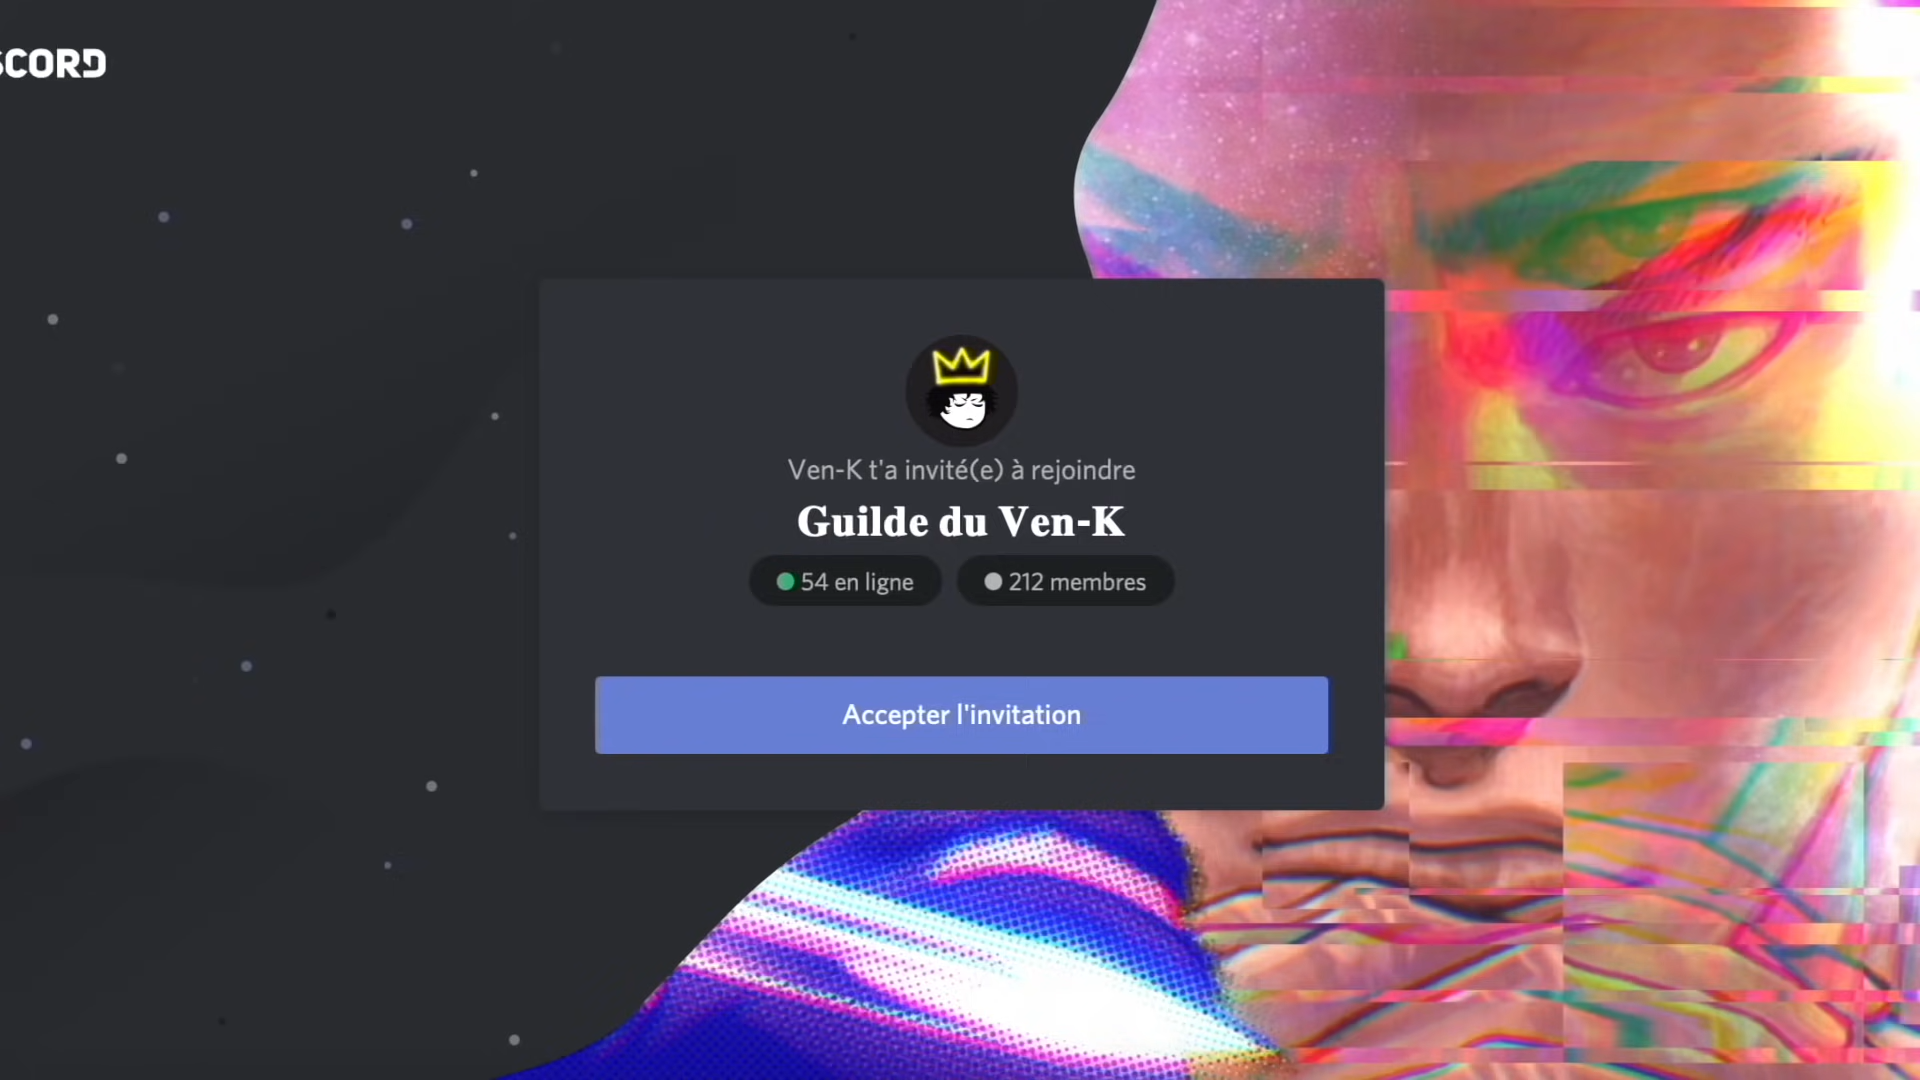 SCORD
Ven-K t'a invité(e) à rejoindre
Guilde du Ven-K
54 en ligne
212 membres
Accepter l'invitation